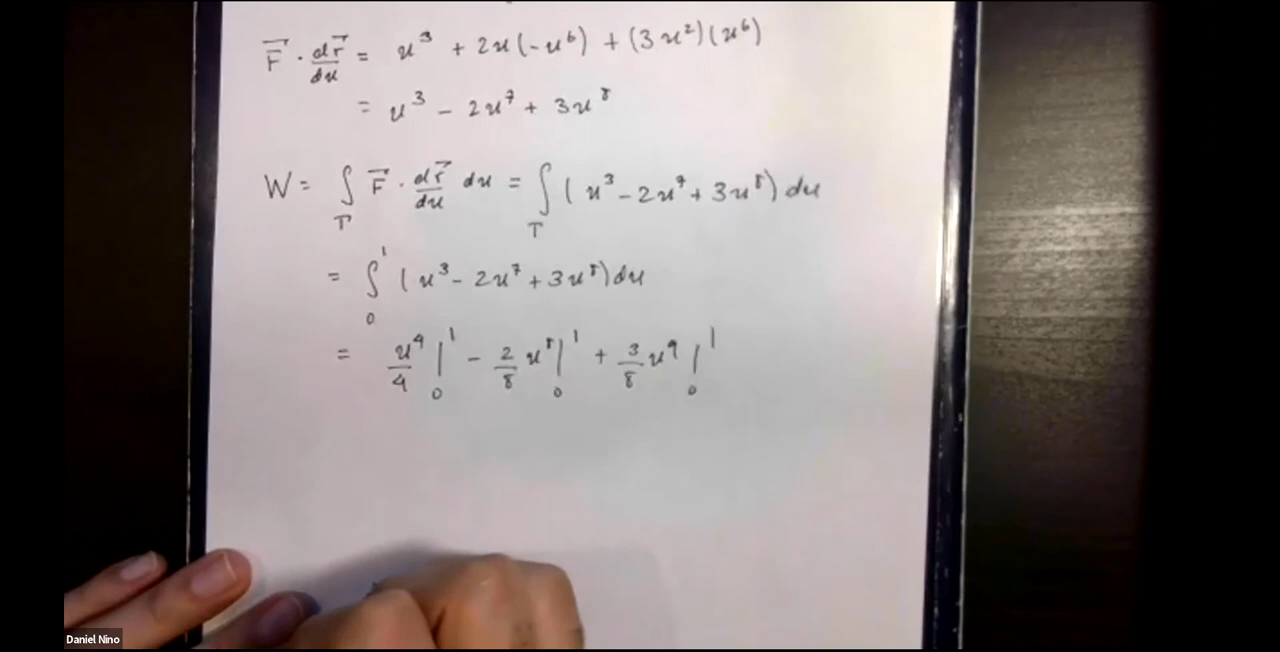 F⃗ · dr⃗/du = u³ + 2u(-u⁶) + (3u²)(u⁶)
= u³ - 2u⁷ + 3u⁸
W = ∫_T F⃗ · dr⃗/du du = ∫_T (u³ - 2u⁷ + 3u⁸) du
= ∫₀¹ (u³ - 2u⁷ + 3u⁸) du
= u⁴/4 |₀¹ - 2/8 u⁸ |₀¹ + 3/8 u⁹ |₀¹
Daniel Nino